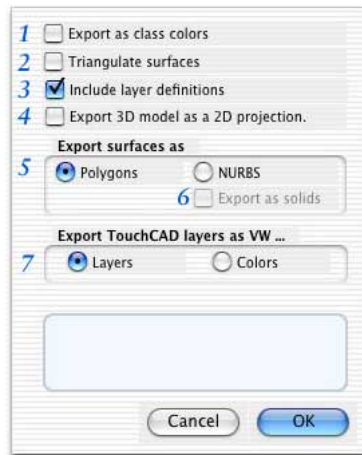 1 Export as class colors
2 Triangulate surfaces
3 Include layer definitions
4 Export 3D model as a 2D projection.
Export surfaces as
5 Polygons NURBS
6 Export as solids
Export TouchCAD layers as VW ...
7 Layers Colors
Cancel OK